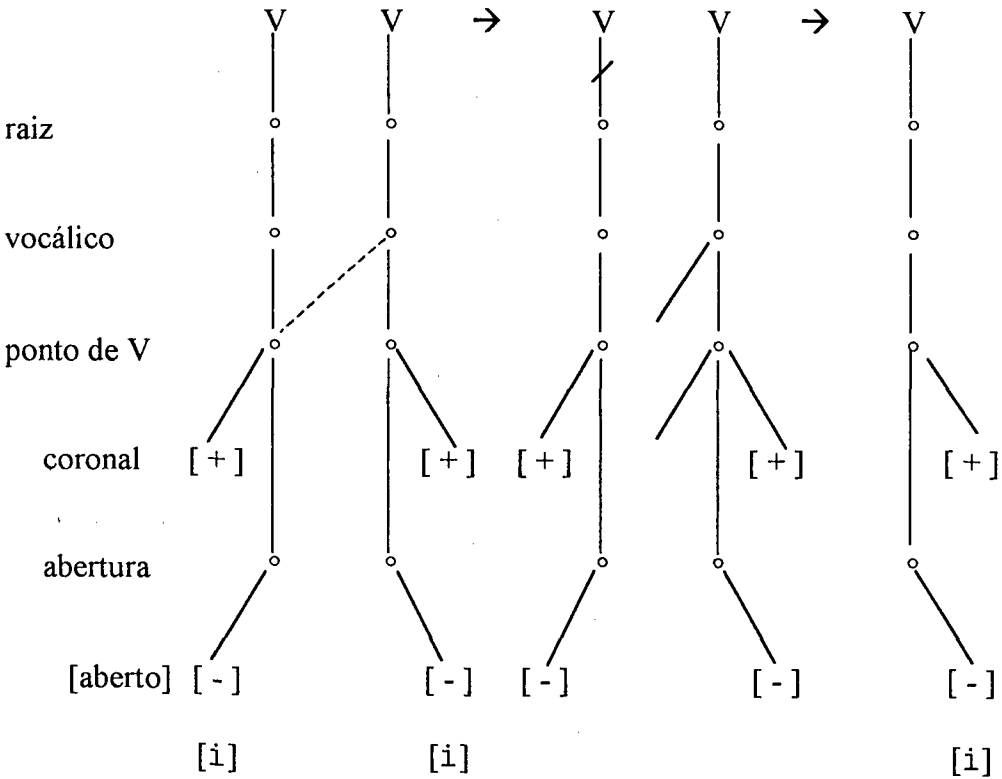 V V → V V → V
raiz
vocálico
ponto de V
coronal [+] [+] [+] [+] [+]
abertura
[aberto] [-] [-] [-] [-] [-]
[i] [i] [i]